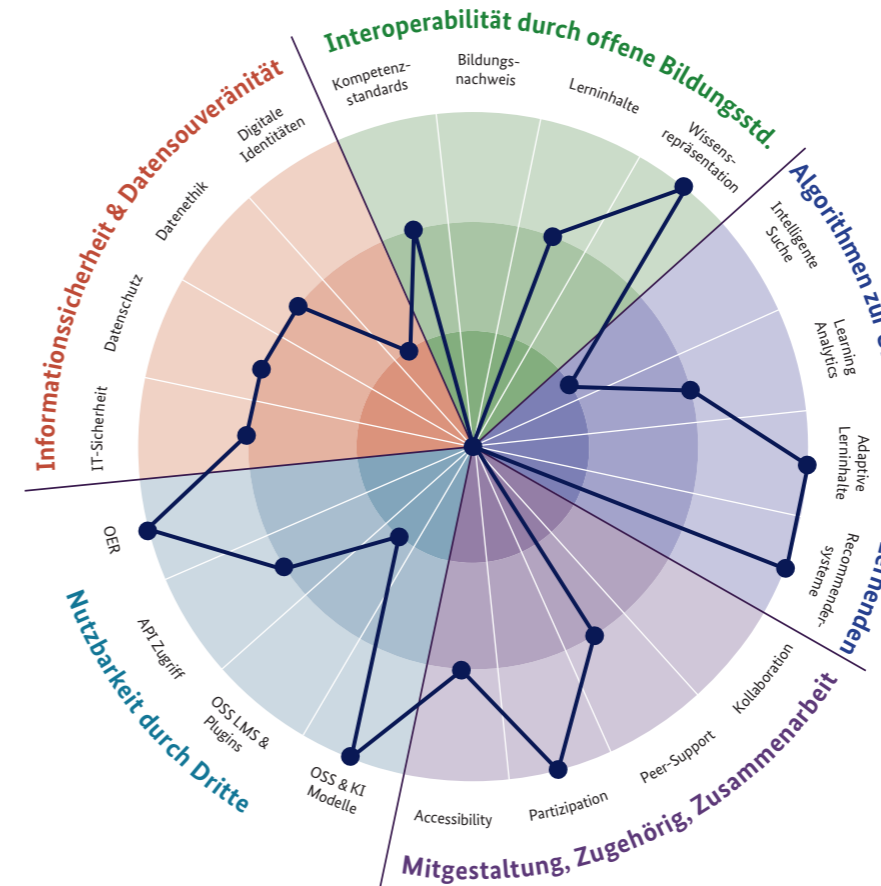 Interoperabilität durch offene Bildungsstd.
Kompetenz-
standards
Bildungs-
nachweis
Lerninhalte
Wissens-
repräsentation
Algorithmen zur
Intelligente
Suche
Learning
Analytics
Adaptive
Lerninhalte
Recommender-
systeme
Mitgestaltung, Zugehörig, Zusammenarbeit
Kollaboration
Peer-Support
Partizipation
Accessibility
Nutzbarkeit durch Dritte
OSS & KI
Modelle
OSS LMS &
Plugins
API Zugriff
OER
Informationssicherheit & Datensouveränität
IT-Sicherheit
Datenschutz
Datenethik
Digitale
Identitäten